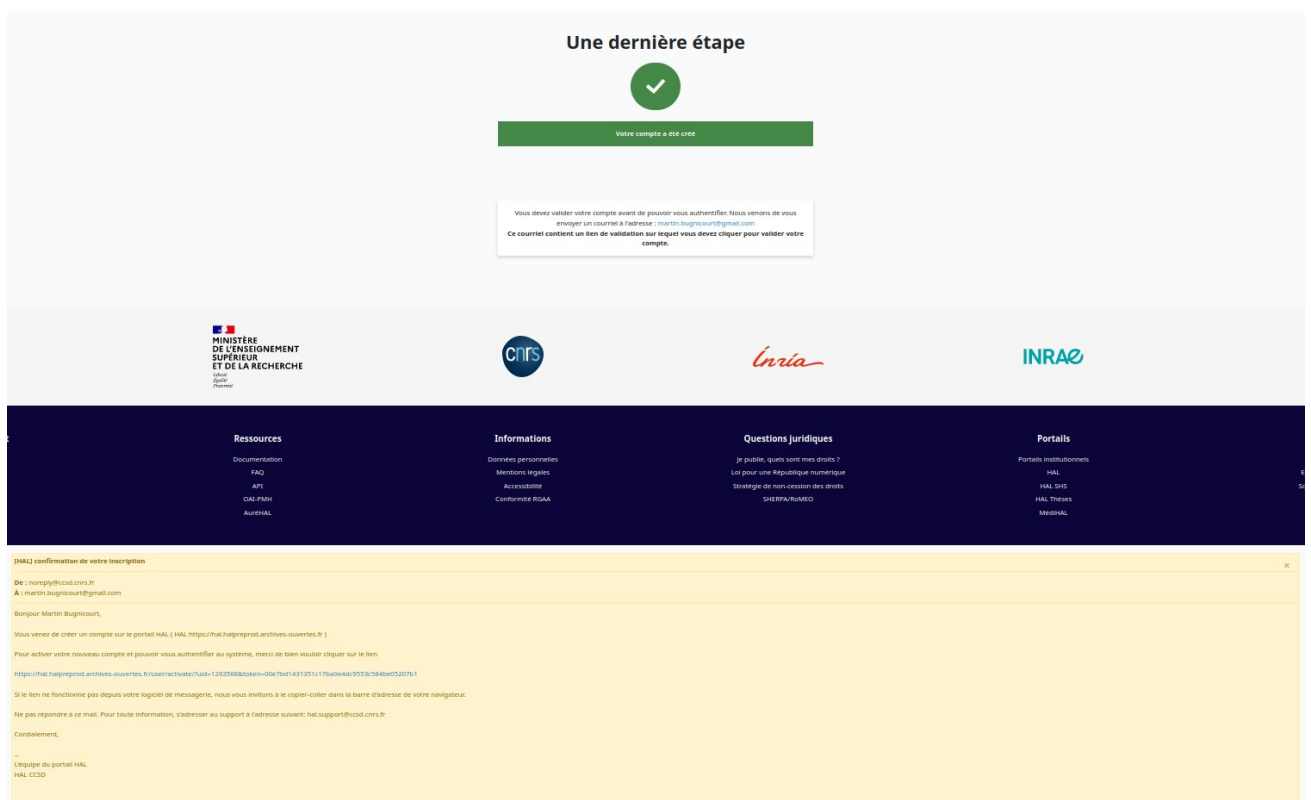 Une dernière étape
Votre compte a été créé
Vous devez valider votre compte avant de pouvoir vous authentifier. Nous venons de vous
envoyer un courriel à l'adresse : martin.bugnicourt@gmail.com
Ce courriel contient un lien de validation sur lequel vous devez cliquer pour valider votre
compte.
MINISTÈRE
DE L'ENSEIGNEMENT
SUPÉRIEUR
ET DE LA RECHERCHE
Liberté
Égalité
Fraternité
cnrs
Inria
INRAE
Ressources
Documentation
FAQ
API
OAI-PMH
AuréHAL
Informations
Données personnelles
Mentions légales
Accessibilité
Conformité RGAA
Questions juridiques
Je publie, quels sont mes droits ?
Loi pour une République numérique
Stratégie de non-cession des droits
SHERPA/RoMEO
Portails
Portails institutionnels
HAL
HAL SHS
HAL Thèses
MédiHAL
[HAL] confirmation de votre inscription
×
De : noreply@ccsd.cnrs.fr
À : martin.bugnicourt@gmail.com
Bonjour Martin Bugnicourt,
Vous venez de créer un compte sur le portail HAL ( HAL https://hal.halpreprod.archives-ouvertes.fr )
Pour activer votre nouveau compte et pouvoir vous authentifier au système, merci de bien vouloir cliquer sur le lien
https://hal.halpreprod.archives-ouvertes.fr/user/activate/?uid=1263568&token=00e7bd1431351c17ba0e4dc9553c584be05207b1
Si le lien ne fonctionne pas depuis votre logiciel de messagerie, nous vous invitons à le copier-coller dans la barre d'adresse de votre navigateur.
Ne pas répondre à ce mail. Pour toute information, s'adresser au support à l'adresse suivant: hal.support@ccsd.cnrs.fr
Cordialement,
--
L'équipe du portail HAL
HAL CCSD